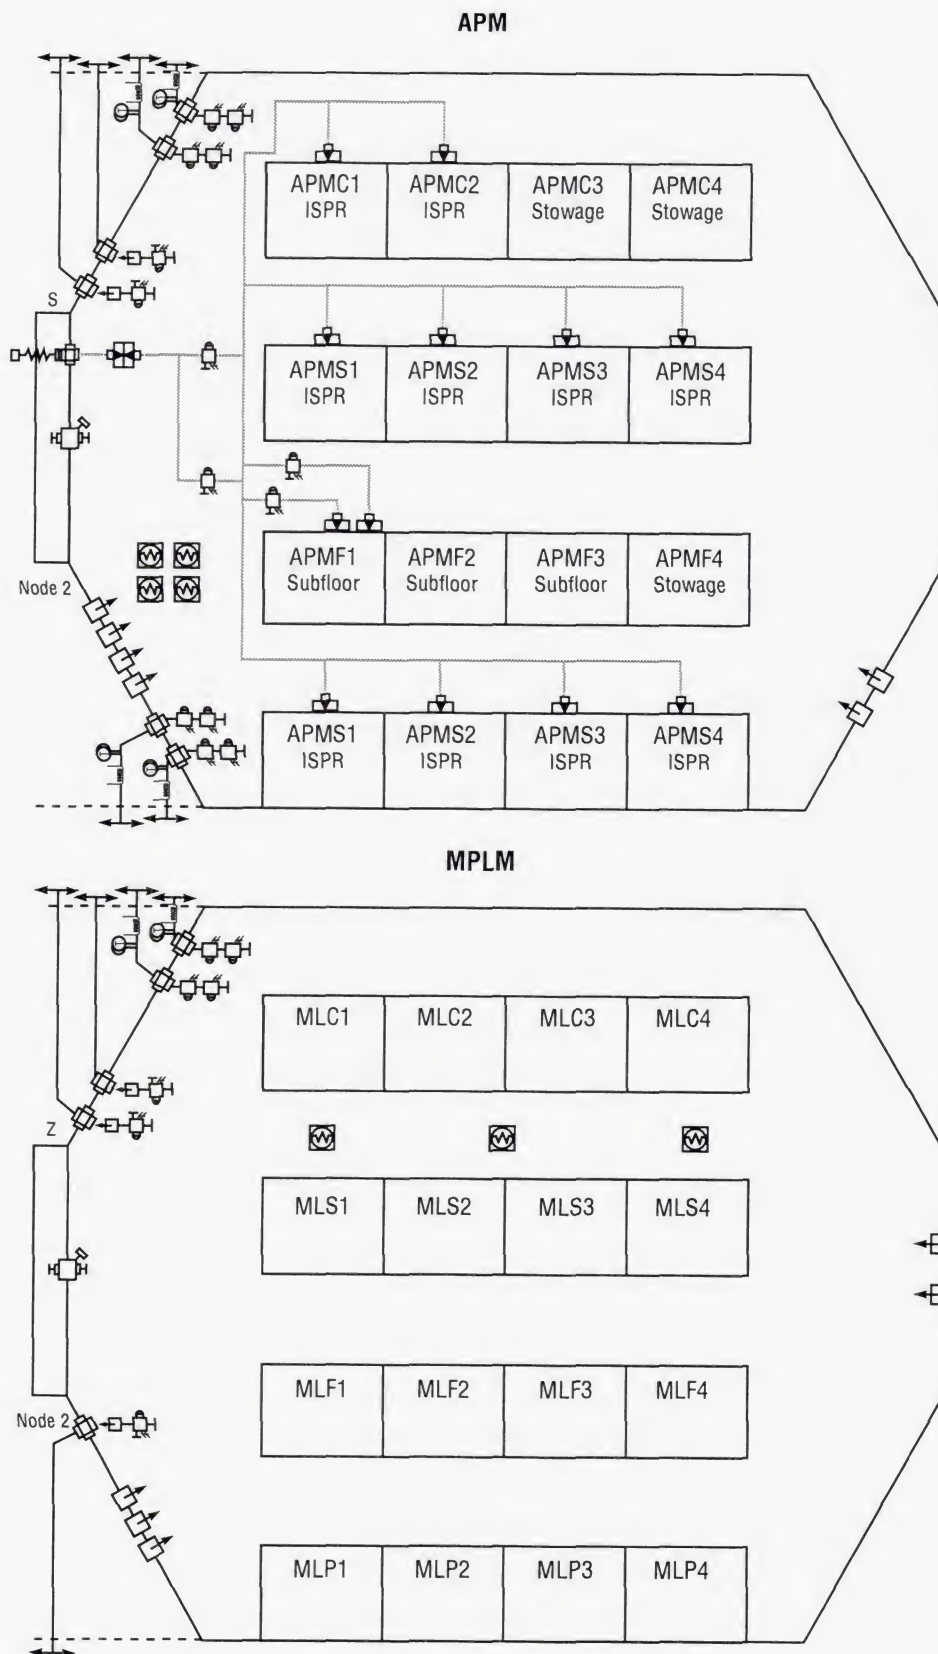 APM
APMC1 APMC2 APMC3 APMC4
ISPR ISPR Stowage Stowage
S
APMS1 APMS2 APMS3 APMS4
ISPR ISPR ISPR ISPR
APMF1 APMF2 APMF3 APMF4
Subfloor Subfloor Subfloor Stowage
Node 2
APMS1 APMS2 APMS3 APMS4
ISPR ISPR ISPR ISPR
MPLM
MLC1 MLC2 MLC3 MLC4
Z
MLS1 MLS2 MLS3 MLS4
MLF1 MLF2 MLF3 MLF4
Node 2
MLP1 MLP2 MLP3 MLP4